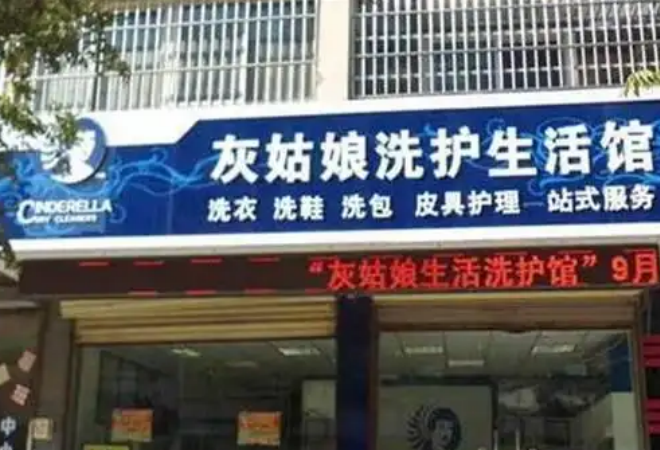 灰姑娘洗护生活馆
CINDERELLA
DRY CLEANERS
洗衣 洗鞋 洗包 皮具护理 一站式服务
“灰姑娘生活洗护馆”9月